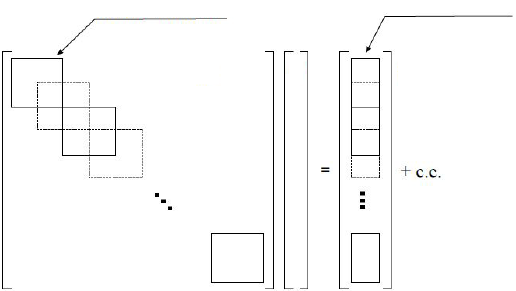 = + c.c.